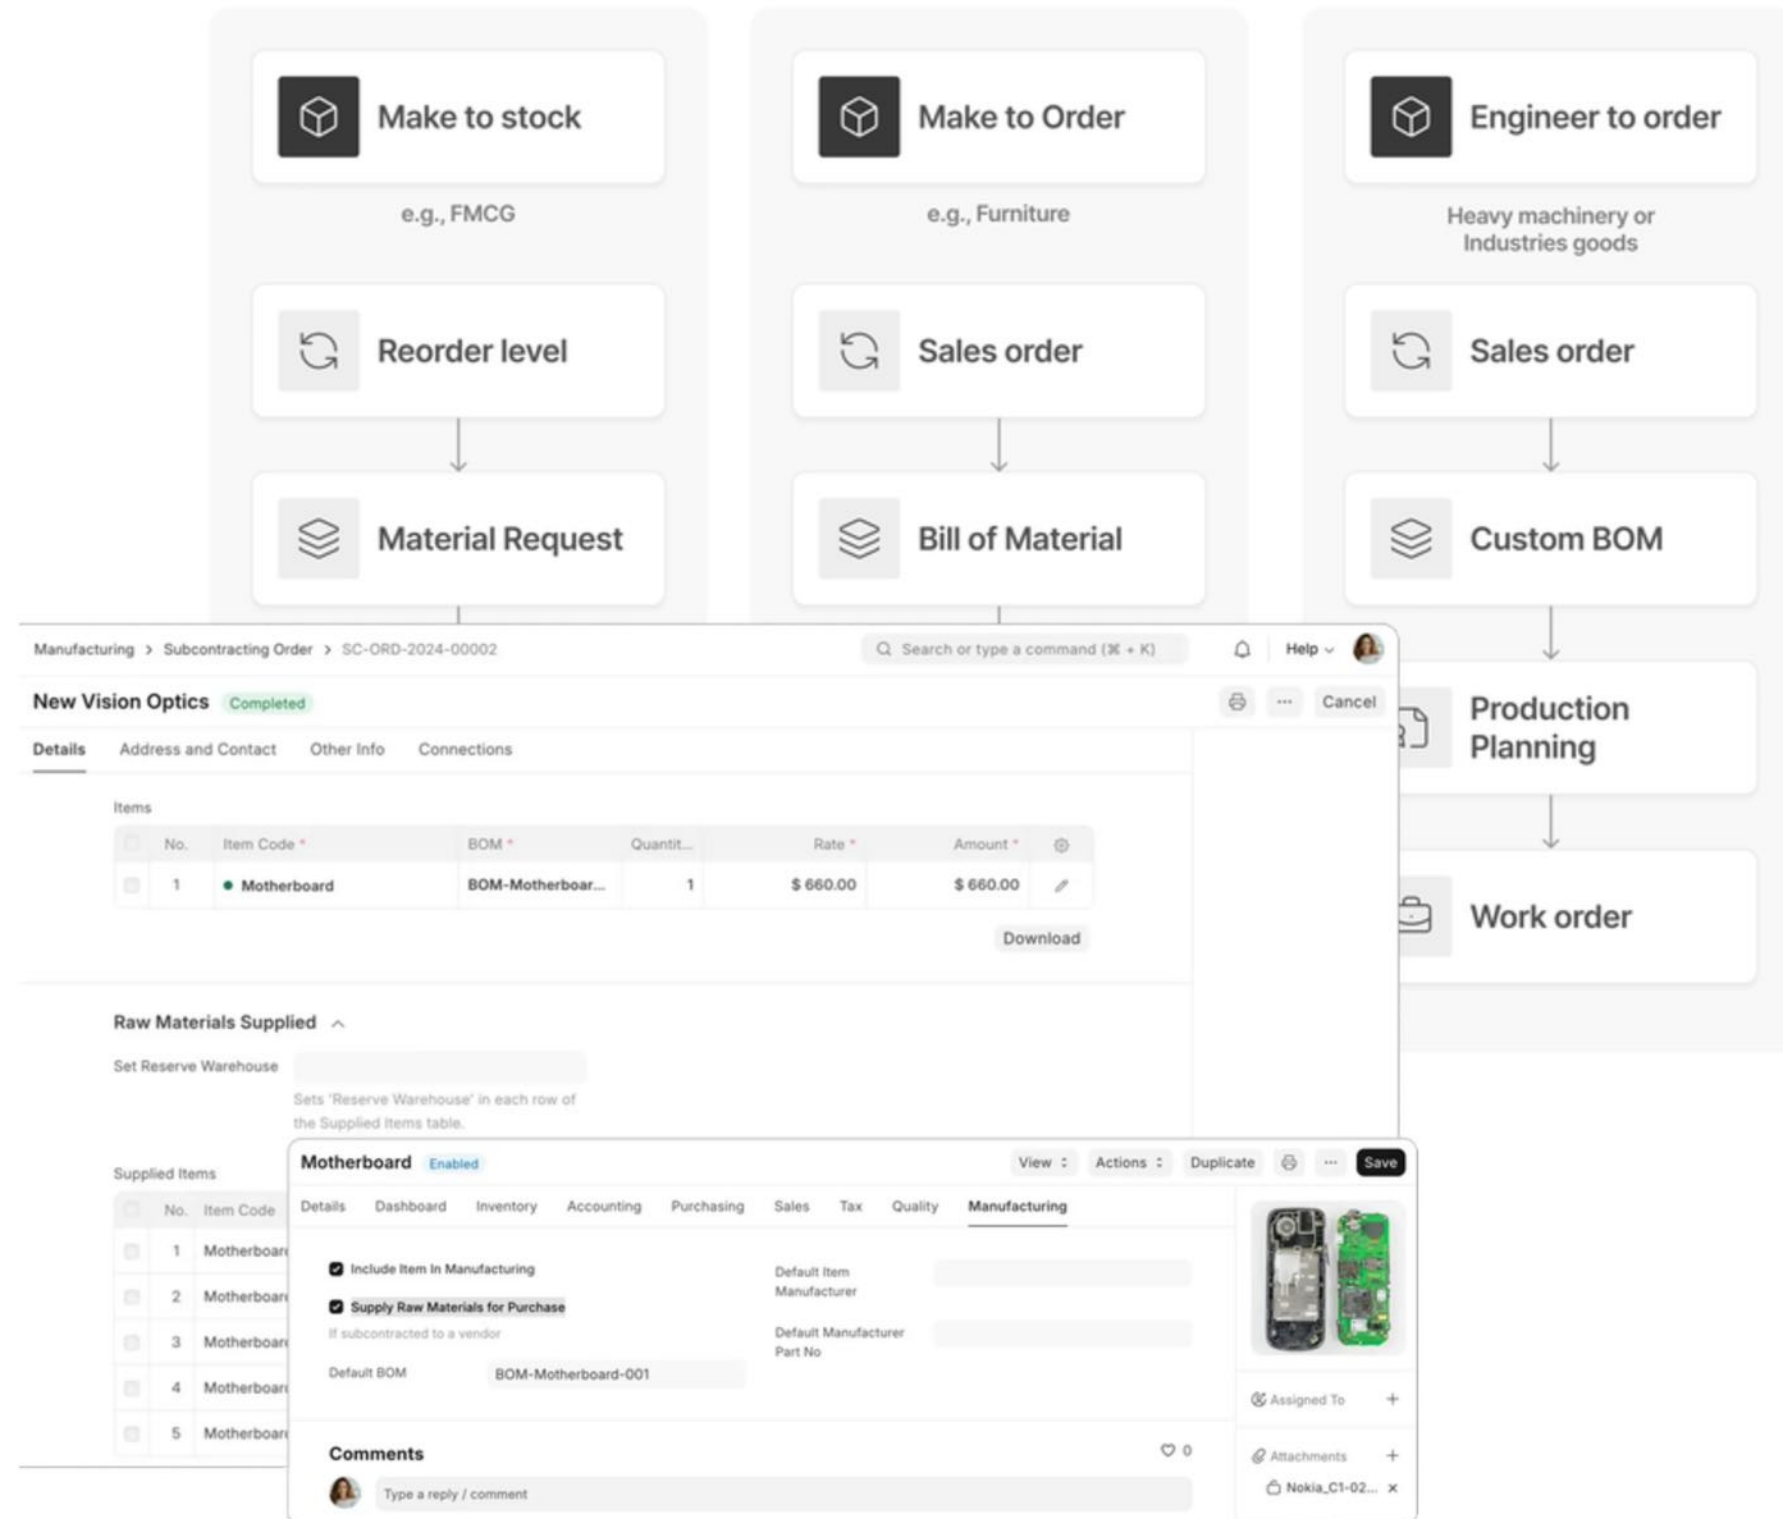 Make to stock
e.g., FMCG
Reorder level
Material Request
Make to Order
e.g., Furniture
Sales order
Bill of Material
Engineer to order
Heavy machinery or
Industries goods
Sales order
Custom BOM
Production
Planning
Work order
Manufacturing > Subcontracting Order > SC-ORD-2024-00002
Search or type a command (⌘ + K)
Help
New Vision Optics Completed
... Cancel
Details Address and Contact Other Info Connections
Items
No. Item Code * BOM * Quantit... Rate * Amount *
1 Motherboard BOM-Motherboar... 1 $ 660.00 $ 660.00
Download
Raw Materials Supplied
Set Reserve Warehouse
Sets 'Reserve Warehouse' in each row of
the Supplied Items table.
Supplied Items
No. Item Code
1 Motherboar
2 Motherboar
3 Motherboar
4 Motherboar
5 Motherboar
Motherboard Enabled
View Actions Duplicate ... Save
Details Dashboard Inventory Accounting Purchasing Sales Tax Quality Manufacturing
Include Item In Manufacturing
Supply Raw Materials for Purchase
If subcontracted to a vendor
Default BOM BOM-Motherboard-001
Default Item
Manufacturer
Default Manufacturer
Part No
Comments
0
Type a reply / comment
Assigned To +
Attachments +
Nokia_C1-02... ×